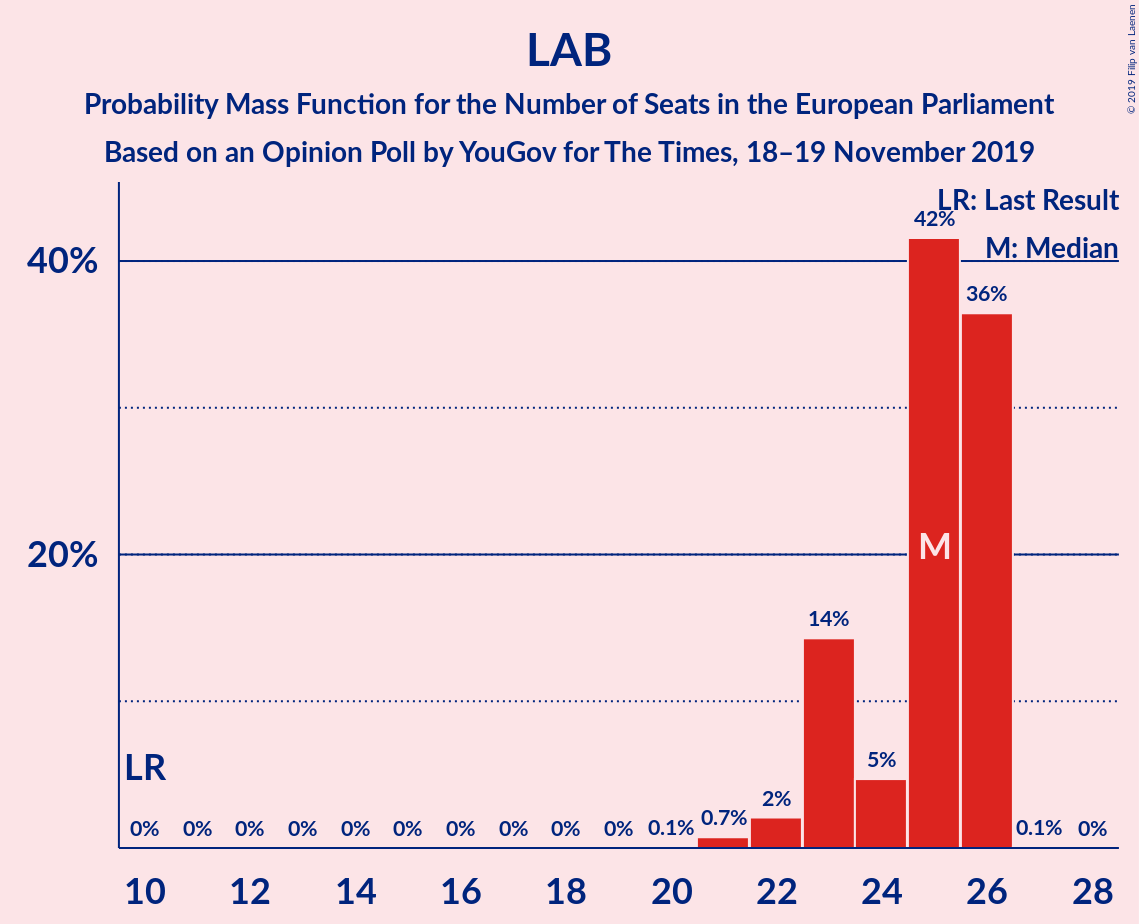 LAB
Probability Mass Function for the Number of Seats in the European Parliament
Based on an Opinion Poll by YouGov for The Times, 18–19 November 2019
© 2019 Filip van Laenen
LR: Last Result
M: Median
40%
20%
LR
M
0% 0% 0% 0% 0% 0% 0% 0% 0% 0% 0.1% 0.7% 2% 14% 5% 42% 36% 0.1% 0%
10 12 14 16 18 20 22 24 26 28